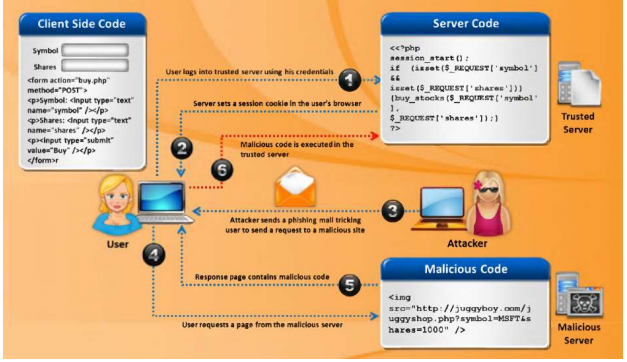 Client Side Code
Symbol
Shares
<form action="buy.php"
method="POST">
<p>Symbol: <input type="text"
name="symbol" /></p>
<p>Shares: <input type="text"
name="shares" /></p>
<p><input type="submit"
value="Buy" /></p>
</form>r
User logs into trusted server using his credentials
1
Server sets a session cookie in the user's browser
2
Malicious code is executed in the
trusted server
6
Server Code
<<?php
session_start();
if (isset($_REQUEST['symbol']
&&
isset($_REQUEST['shares']))
{buy_stocks($_REQUEST['symbol'
],
$_REQUEST['shares']);}
?>
Trusted
Server
User
3
Attacker sends a phishing mail tricking
user to send a request to a malicious site
Attacker
4
Response page contains malicious code
5
User requests a page from the malicious server
Malicious Code
<img
src="http://juggyboy.com/j
uggyshop.php?symbol=MSFT&s
hares=1000" />
Malicious
Server